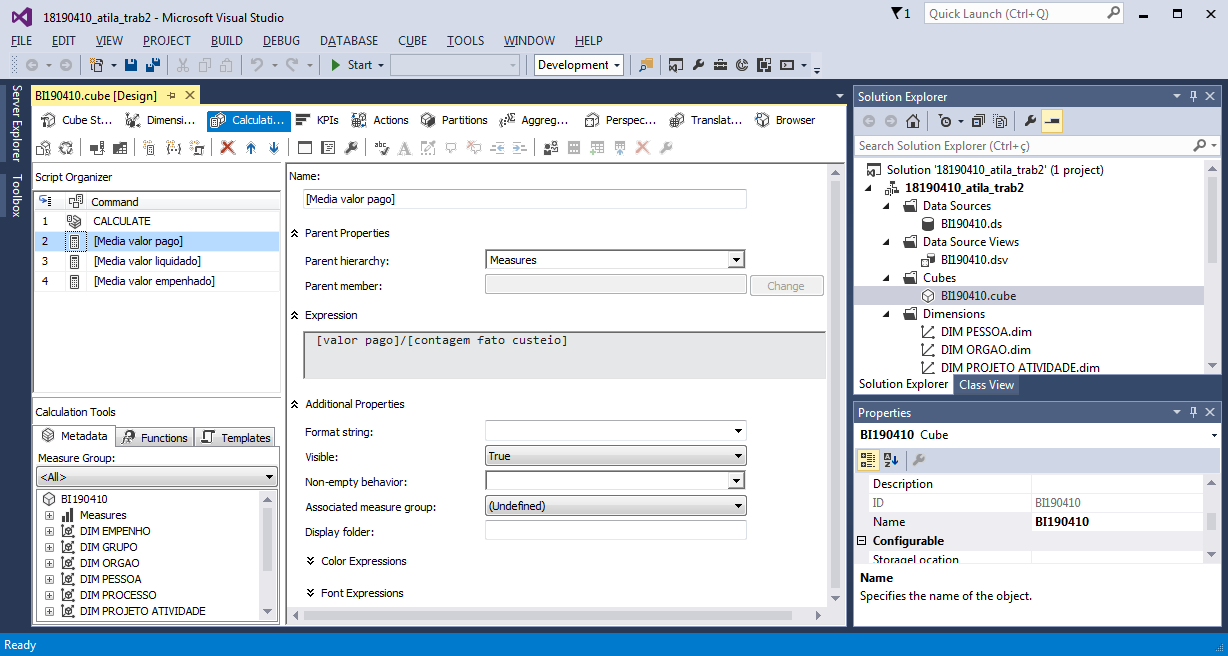 18190410_atila_trab2 - Microsoft Visual Studio
1
Quick Launch (Ctrl+Q)
FILE EDIT VIEW PROJECT BUILD DEBUG DATABASE CUBE TOOLS WINDOW HELP
Start
Development
Server Explorer
Toolbox
BI190410.cube [Design]
Cube St... Dimensi... Calculati... KPIs Actions Partitions Aggreg... Perspec... Translat... Browser
Script Organizer
Command
1 CALCULATE
2 [Media valor pago]
3 [Media valor liquidado]
4 [Media valor empenhado]
Calculation Tools
Metadata Functions Templates
Measure Group:
<All>
BI190410
Measures
DIM EMPENHO
DIM GRUPO
DIM ORGAO
DIM PESSOA
DIM PROCESSO
DIM PROJETO ATIVIDADE
Name:
[Media valor pago]
Parent Properties
Parent hierarchy: Measures
Parent member: Change
Expression
[valor pago]/[contagem fato custeio]
Additional Properties
Format string:
Visible: True
Non-empty behavior:
Associated measure group: (Undefined)
Display folder:
Color Expressions
Font Expressions
Solution Explorer
Search Solution Explorer (Ctrl+ç)
Solution '18190410_atila_trab2' (1 project)
18190410_atila_trab2
Data Sources
BI190410.ds
Data Source Views
BI190410.dsv
Cubes
BI190410.cube
Dimensions
DIM PESSOA.dim
DIM ORGAO.dim
DIM PROJETO ATIVIDADE.dim
Solution Explorer Class View
Properties
BI190410 Cube
Description
ID BI190410
Name BI190410
Configurable
StorageLocation
Name
Specifies the name of the object.
Ready